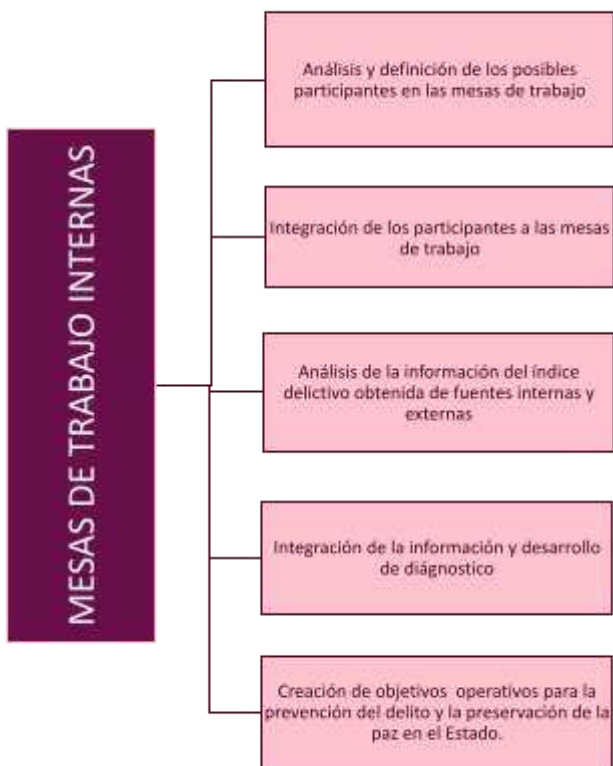 MESAS DE TRABAJO INTERNAS
Análisis y definición de los posibles
participantes en las mesas de trabajo
Integración de los participantes a las mesas
de trabajo
Análisis de la información del índice
delictivo obtenida de fuentes internas y
externas
Integración de la información y desarrollo
de diágnostico
Creación de objetivos  operativos para la
prevención del delito y la preservación de la
paz en el Estado.